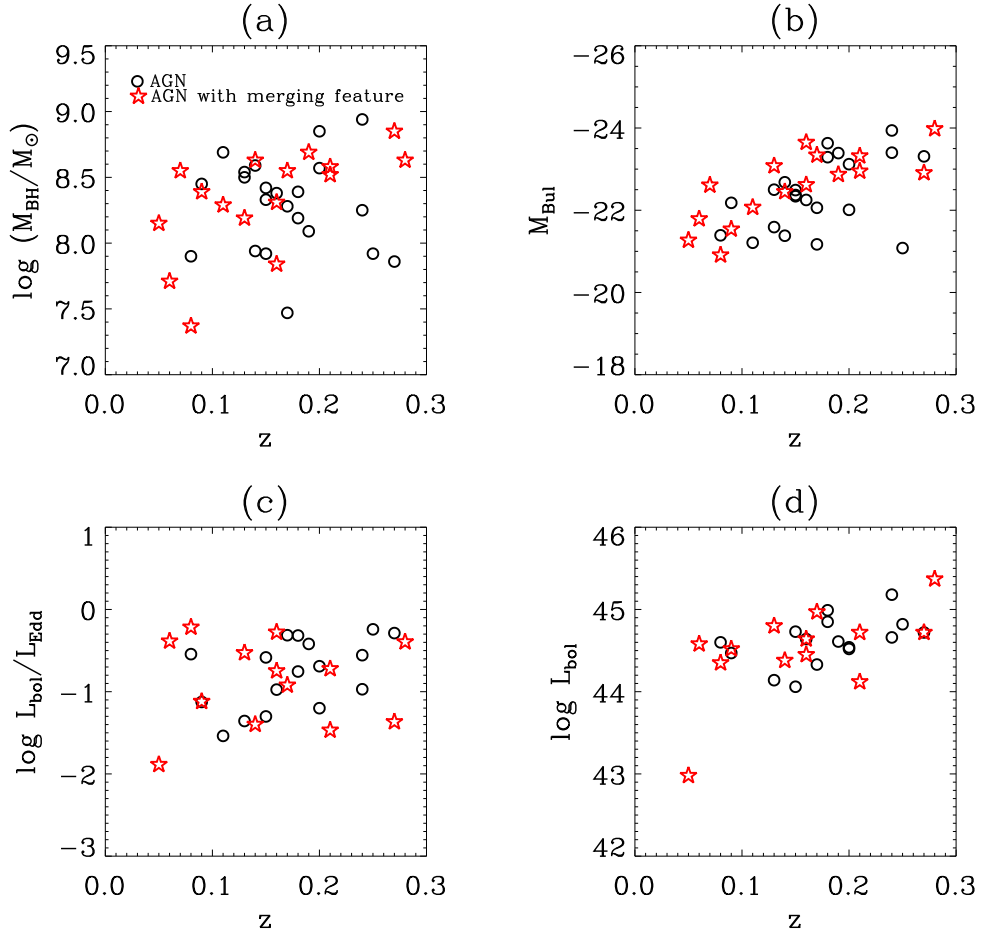 (a)
9.5
9.0
8.5
8.0
7.5
7.0
log (M_BH/M_⊙)
AGN
AGN with merging feature
0.0 0.1 0.2 0.3
z
(b)
-26
-24
-22
-20
-18
M_Bul
0.0 0.1 0.2 0.3
z
(c)
1
0
-1
-2
-3
log L_bol/L_Edd
0.0 0.1 0.2 0.3
z
(d)
46
45
44
43
42
log L_bol
0.0 0.1 0.2 0.3
z